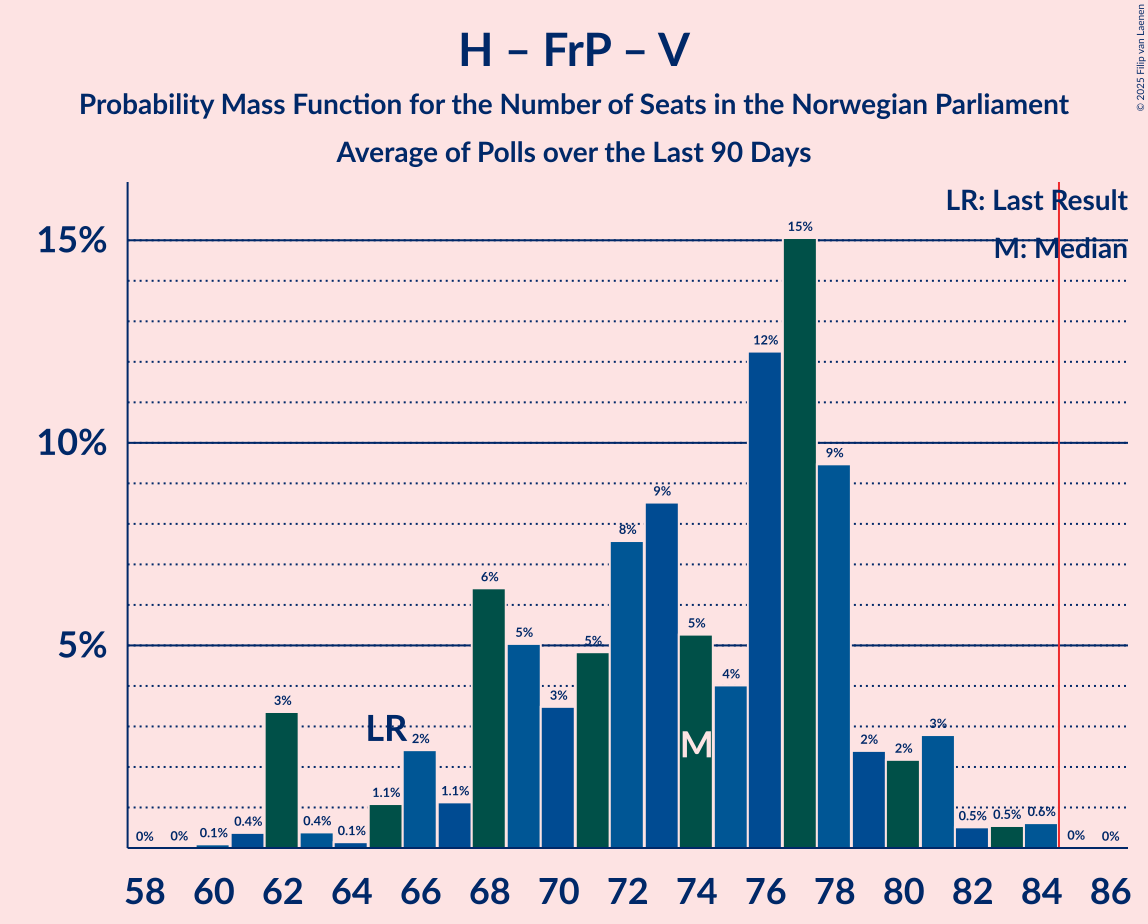 H – FrP – V
Probability Mass Function for the Number of Seats in the Norwegian Parliament
Average of Polls over the Last 90 Days
© 2025 Filip van Laenen
LR: Last Result
M: Median
15%
10%
5%
0% 0% 0.1% 0.4% 3% 0.4% 0.1% 1.1% 2% 1.1% 6% 5% 3% 5% 8% 9% 5% 4% 12% 15% 9% 2% 2% 3% 0.5% 0.5% 0.6% 0% 0%
LR
M
58 60 62 64 66 68 70 72 74 76 78 80 82 84 86